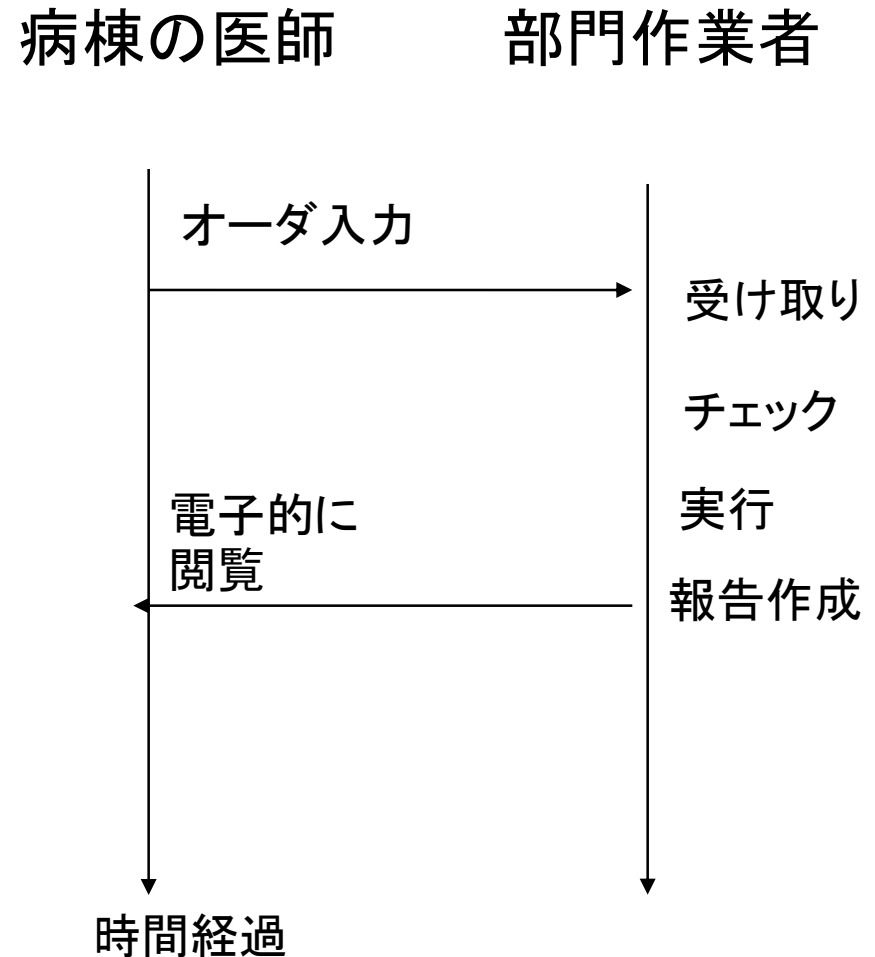 病棟の医師
部門作業者
オーダ入力
受け取り
チェック
電子的に
閲覧
実行
報告作成
時間経過